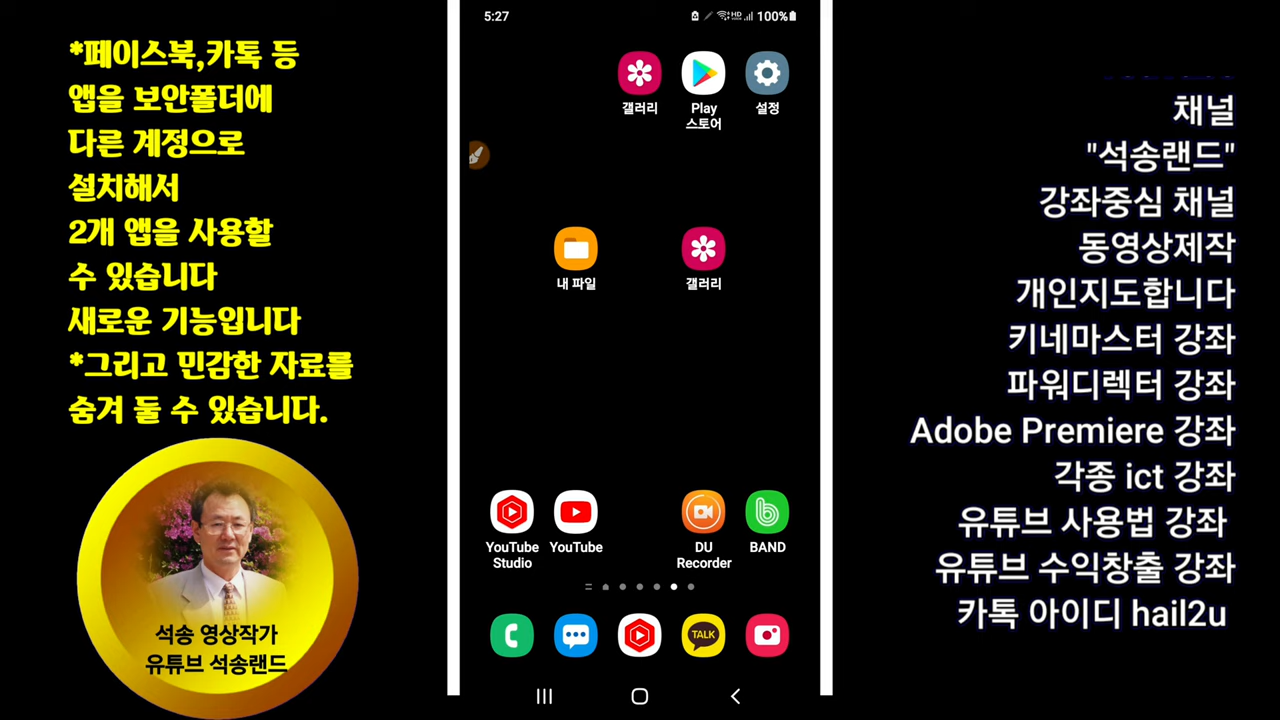 *페이스북,카톡 등
앱을 보안폴더에
다른 계정으로
설치해서
2개 앱을 사용할
수 있습니다
새로운 기능입니다
*그리고 민감한 자료를
숨겨 둘 수 있습니다.
석송 영상작가
유튜브 석송랜드
5:27
HD
100%
갤러리
Play
스토어
설정
내 파일
갤러리
YouTube
Studio
YouTube
DU
Recorder
BAND
TALK
채널
"석송랜드"
강좌중심 채널
동영상제작
개인지도합니다
키네마스터 강좌
파워디렉터 강좌
Adobe Premiere 강좌
각종 ict 강좌
유튜브 사용법 강좌
유튜브 수익창출 강좌
카톡 아이디 hail2u